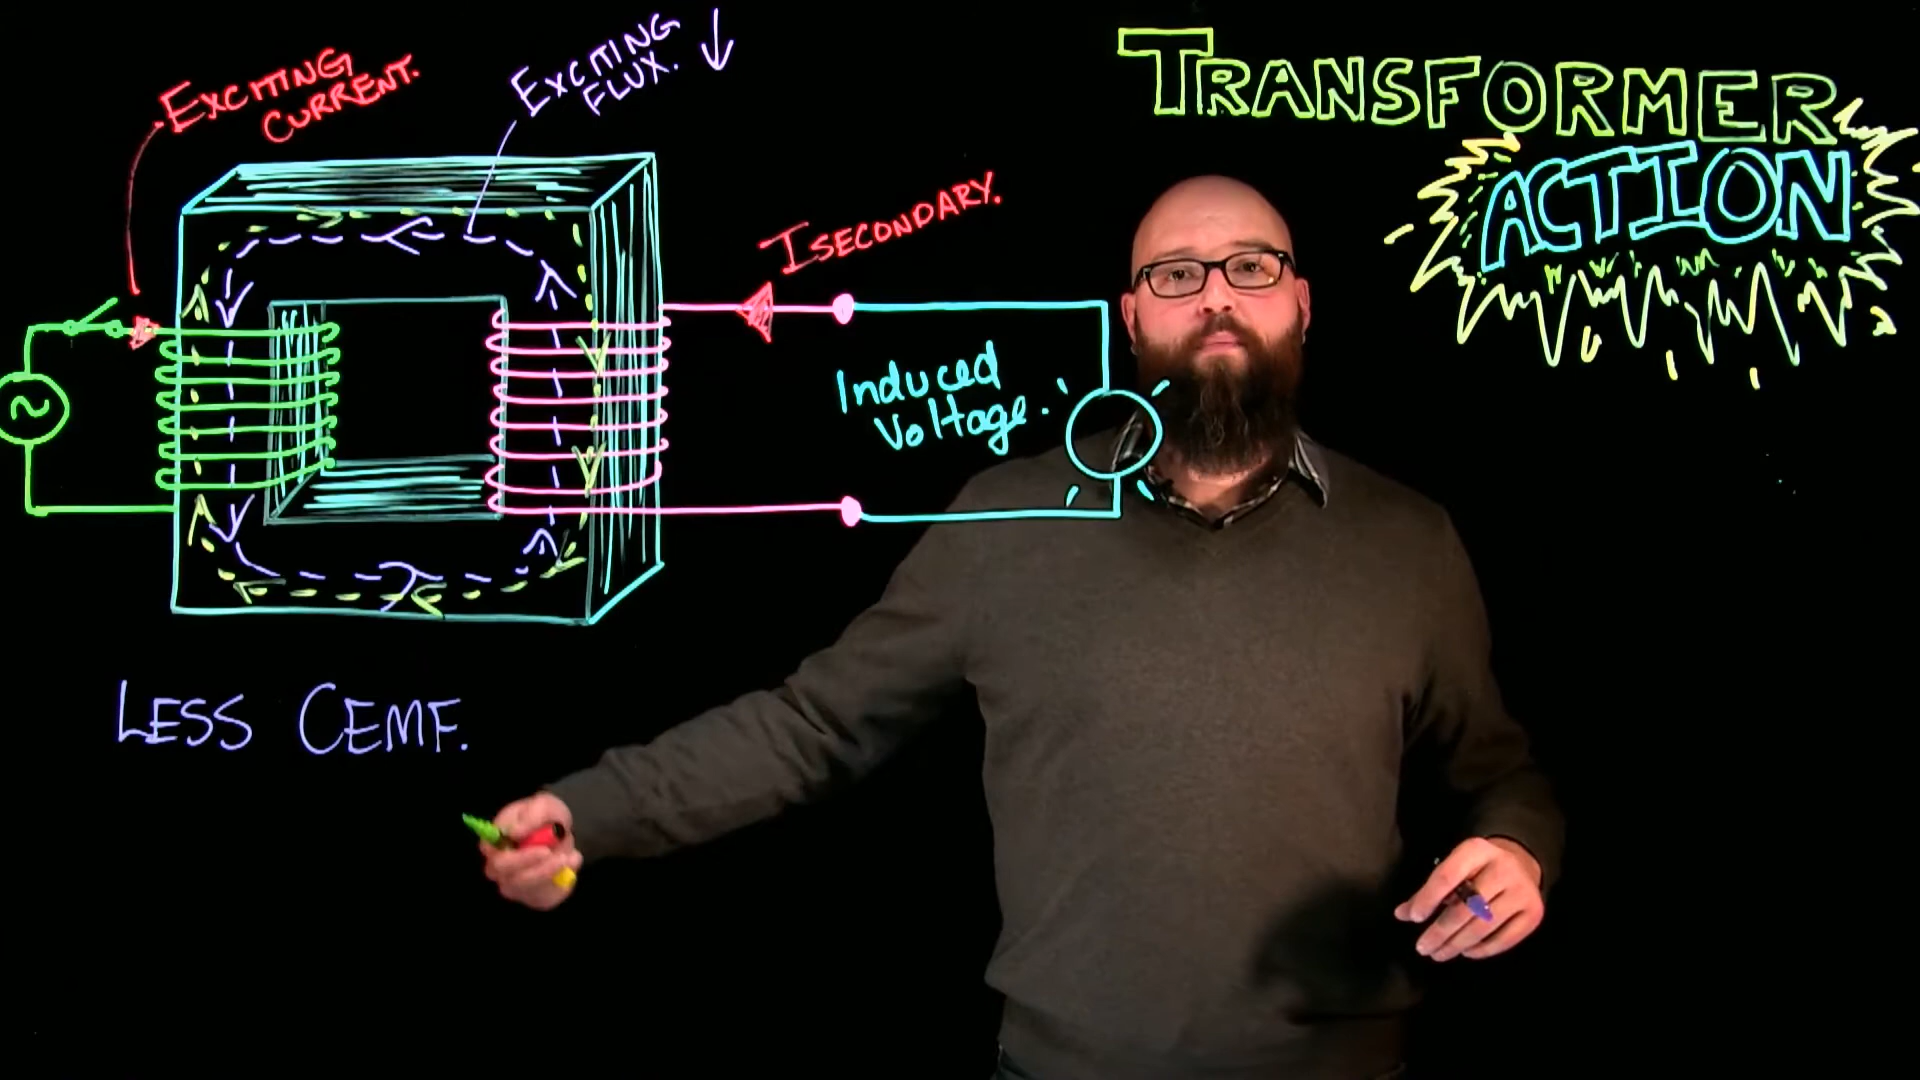 EXCITING
CURRENT.
EXCITING
FLUX. ↓
TRANSFORMER
ACTION
ISECONDARY.
Induced
Voltage.
LESS CEMF.